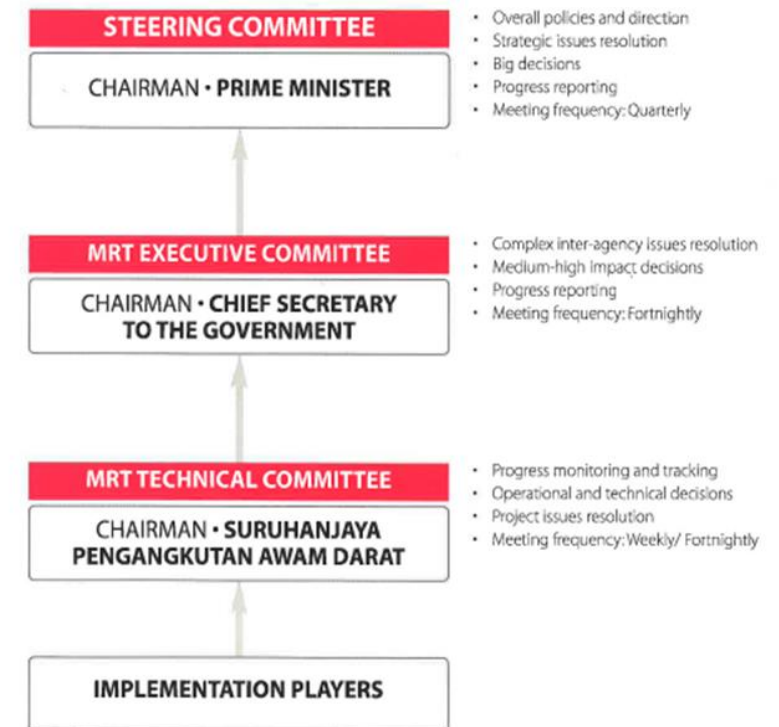 STEERING COMMITTEE
CHAIRMAN • PRIME MINISTER
• Overall policies and direction
• Strategic issues resolution
• Big decisions
• Progress reporting
• Meeting frequency: Quarterly
MRT EXECUTIVE COMMITTEE
CHAIRMAN • CHIEF SECRETARY
TO THE GOVERNMENT
• Complex inter-agency issues resolution
• Medium-high impact decisions
• Progress reporting
• Meeting frequency: Fortnightly
MRT TECHNICAL COMMITTEE
CHAIRMAN • SURUHANJAYA
PENGANGKUTAN AWAM DARAT
• Progress monitoring and tracking
• Operational and technical decisions
• Project issues resolution
• Meeting frequency: Weekly/ Fortnightly
IMPLEMENTATION PLAYERS